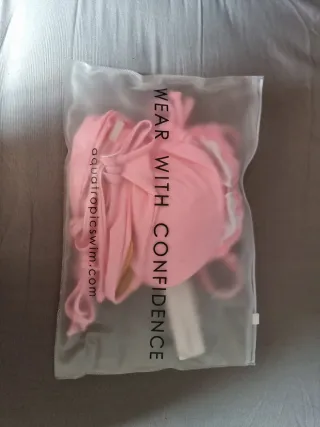 WEAR WITH CONFIDENCE
aquatropicswim.com